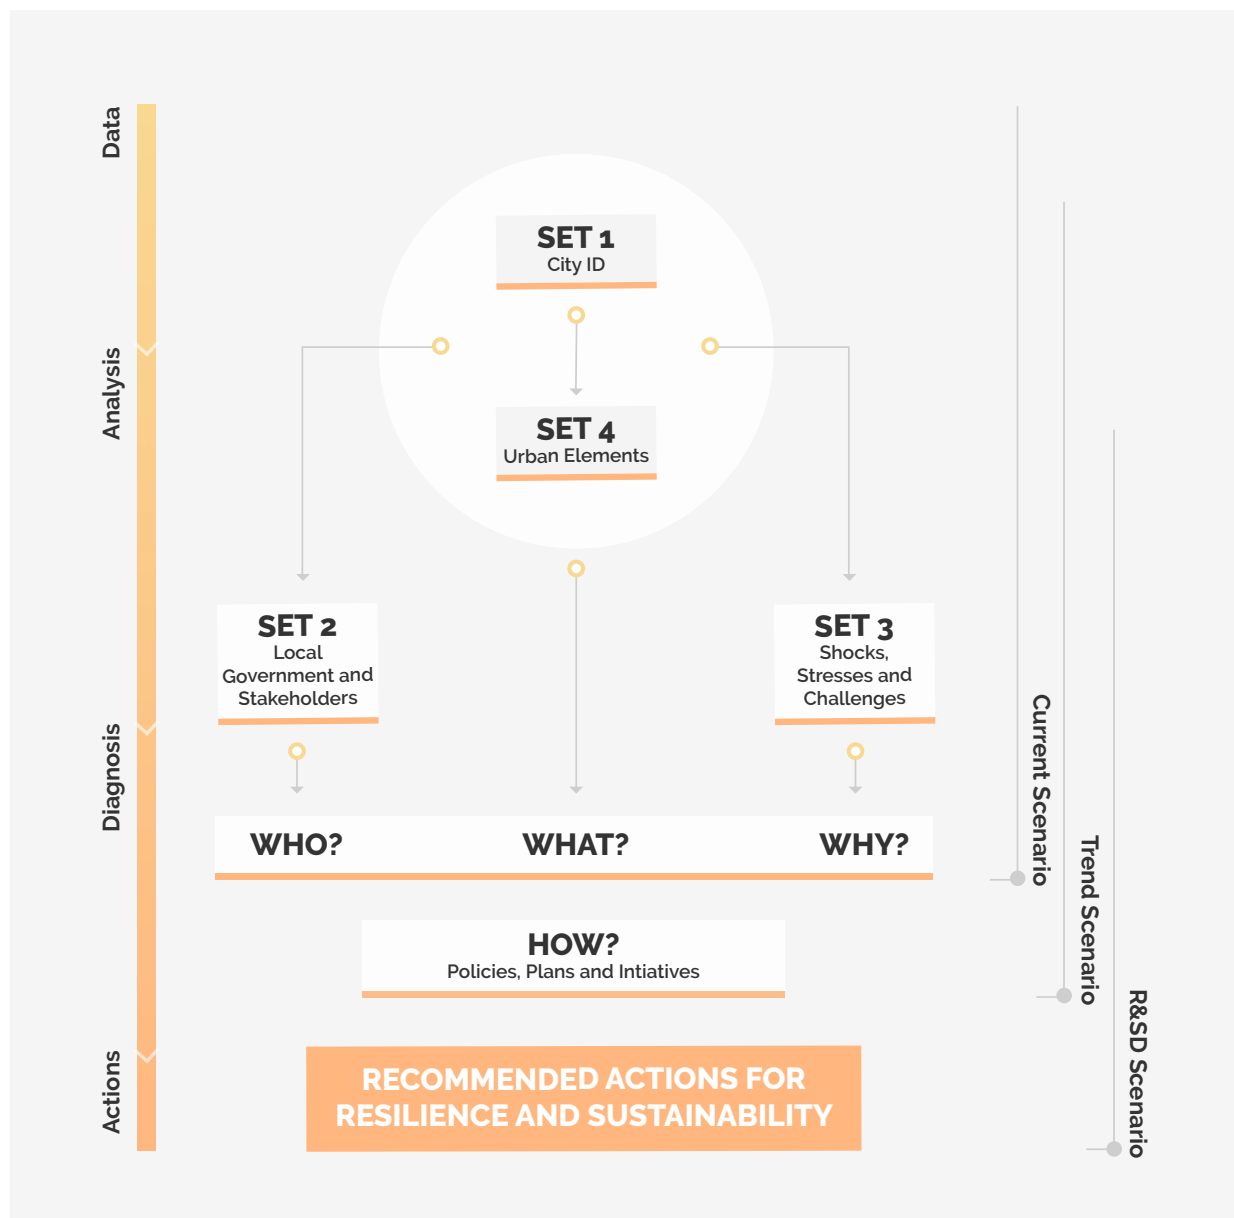 Data
Analysis
Diagnosis
Actions
SET 1
City ID
SET 4
Urban Elements
SET 2
Local
Government and
Stakeholders
SET 3
Shocks,
Stresses and
Challenges
WHO?
WHAT?
WHY?
HOW?
Policies, Plans and Intiatives
RECOMMENDED ACTIONS FOR
RESILIENCE AND SUSTAINABILITY
Current Scenario
Trend Scenario
R&SD Scenario